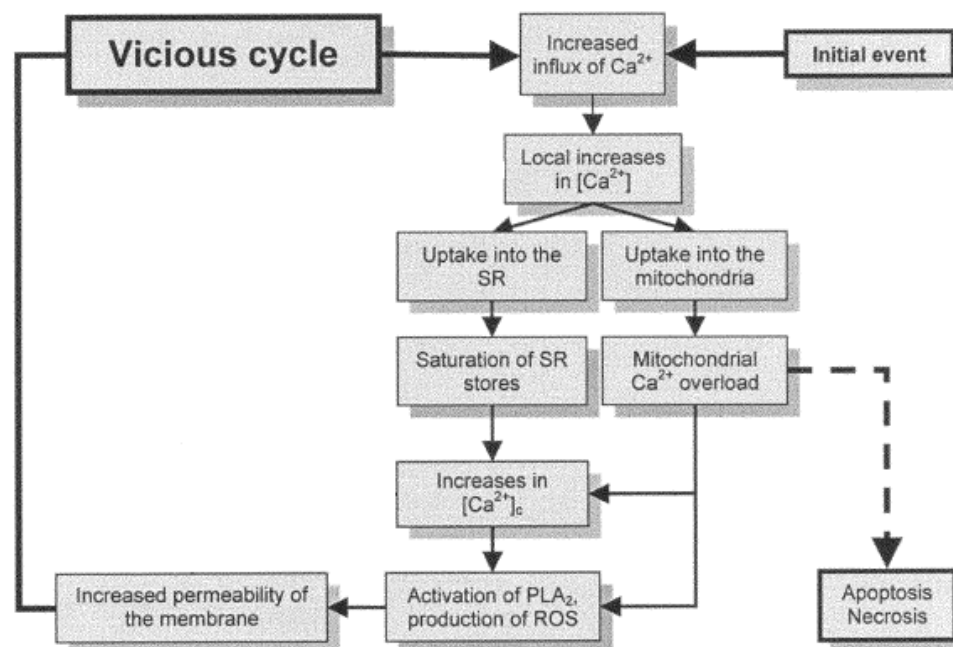 Vicious cycle
Increased
influx of Ca²⁺
Initial event
Local increases
in [Ca²⁺]
Uptake into the
SR
Uptake into the
mitochondria
Saturation of SR
stores
Mitochondrial
Ca²⁺ overload
Increases in
[Ca²⁺]c
Increased permeability of
the membrane
Activation of PLA₂,
production of ROS
Apoptosis
Necrosis